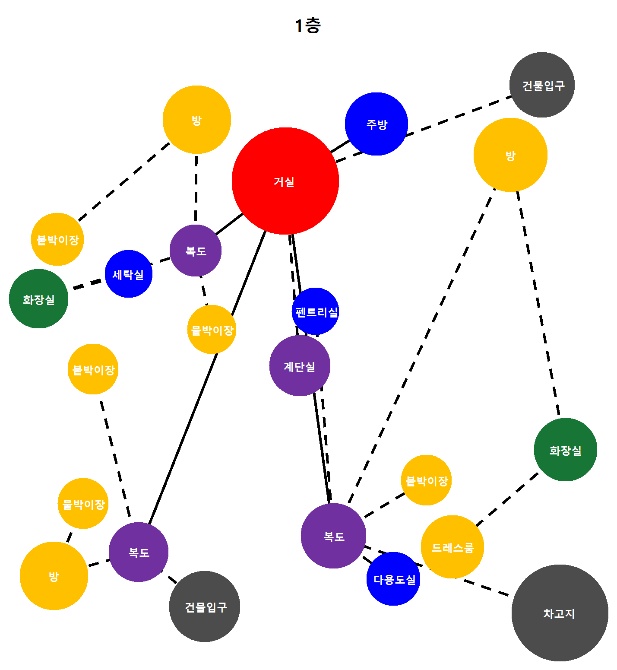 1층
건물입구
방
주방
방
거실
붙박이장
복도
세탁실
화장실
펜트리실
붙박이장
계단실
붙박이장
화장실
붙박이장
붙박이장
복도
드레스룸
복도
방
다용도실
건물입구
차고지